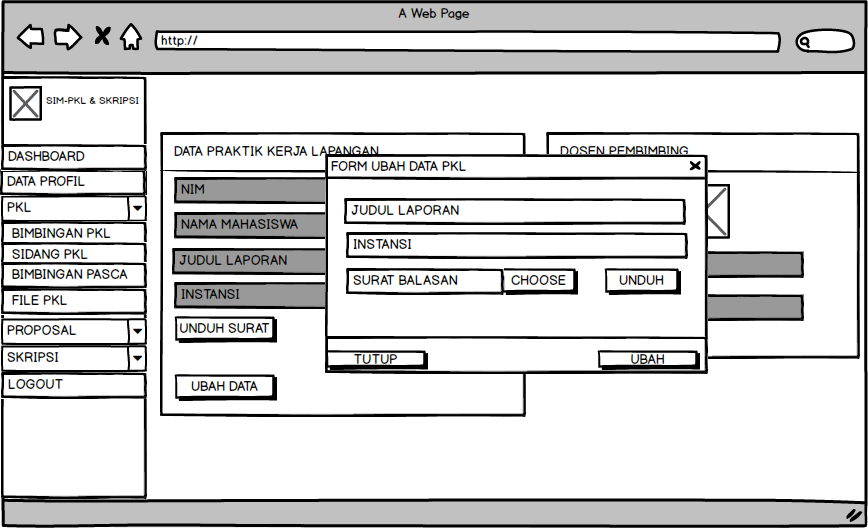 A Web Page
http://
SIM-PKL & SKRIPSI
DASHBOARD
DATA PROFIL
PKL
BIMBINGAN PKL
SIDANG PKL
BIMBINGAN PASCA
FILE PKL
PROPOSAL
SKRIPSI
LOGOUT
DATA PRAKTIK KERJA LAPANGAN
NIM
NAMA MAHASISWA
JUDUL LAPORAN
INSTANSI
UNDUH SURAT
UBAH DATA
DOSEN PEMBIMBING
FORM UBAH DATA PKL
JUDUL LAPORAN
INSTANSI
SURAT BALASAN CHOOSE UNDUH
TUTUP UBAH